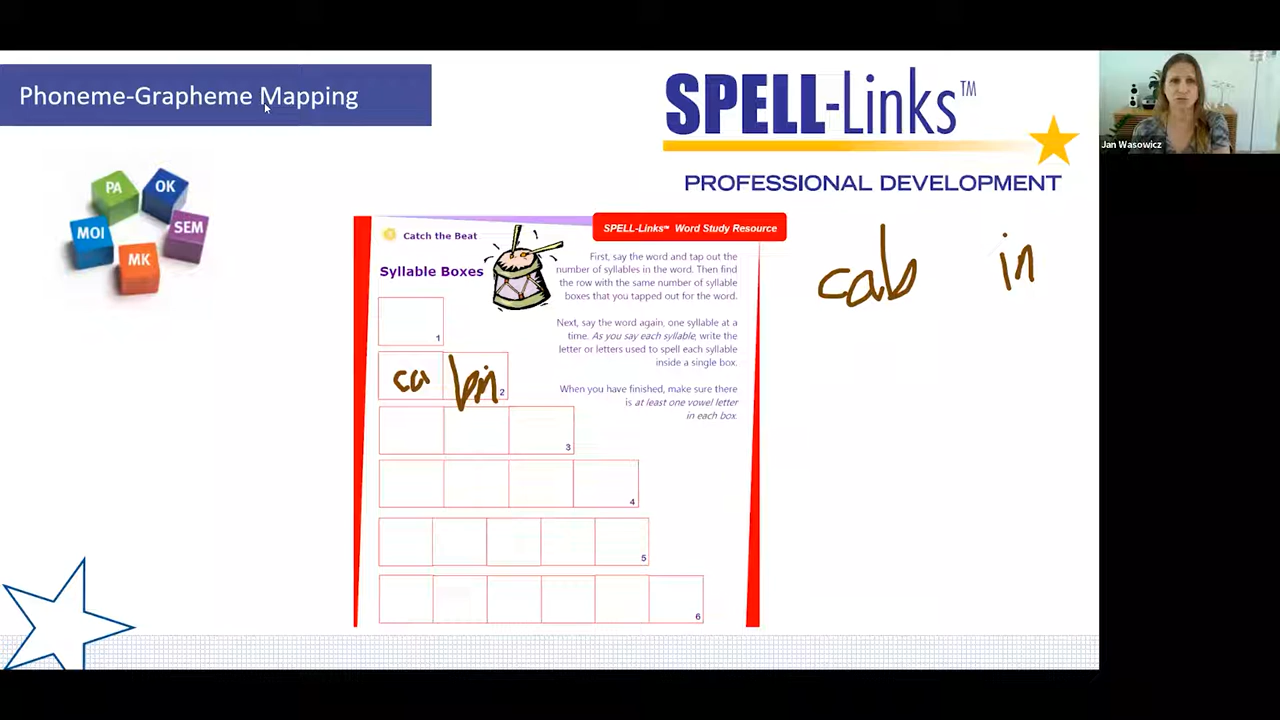 Phoneme-Grapheme Mapping
SPELL-Links™
PROFESSIONAL DEVELOPMENT
Jan Wasowicz
PA OK
MOI SEM
MK
Catch the Beat
SPELL-Links™ Word Study Resource
Syllable Boxes
First, say the word and tap out the
number of syllables in the word. Then find
the row with the same number of syllable
boxes that you tapped out for the word.
Next, say the word again, one syllable at a
time. As you say each syllable, write the
letter or letters used to spell each syllable
inside a single box.
When you have finished, make sure there
is at least one vowel letter
in each box.
cab in
1
ca bin 2
3
4
5
6